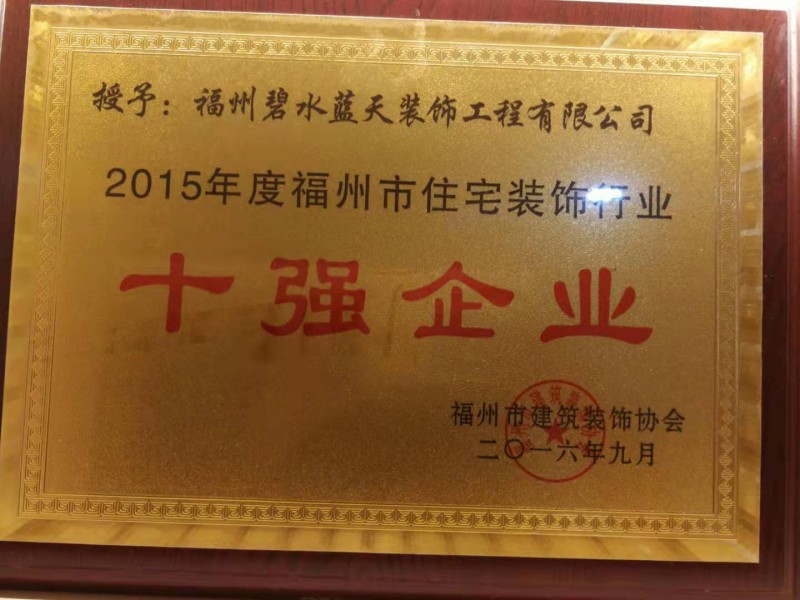 授予：福州碧水蓝天装饰工程有限公司
2015年度福州市住宅装饰行业
十强企业
福州市建筑装饰协会
二〇一六年九月